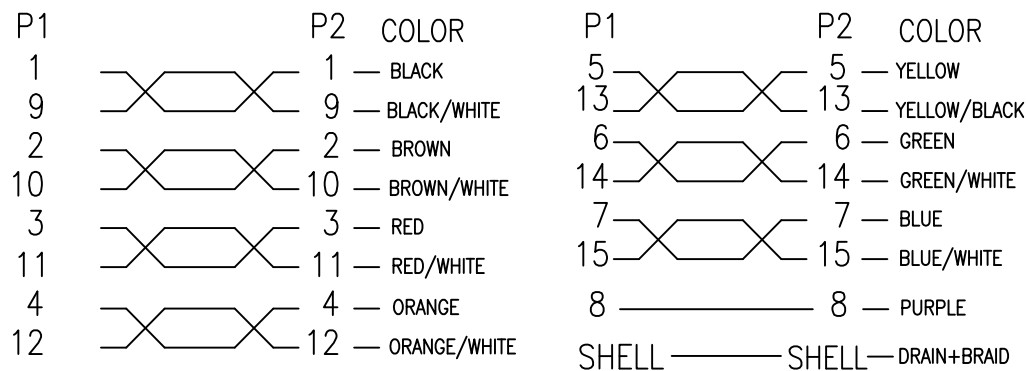 P1 P2 COLOR
1 1 BLACK
9 9 BLACK/WHITE
2 2 BROWN
10 10 BROWN/WHITE
3 3 RED
11 11 RED/WHITE
4 4 ORANGE
12 12 ORANGE/WHITE
P1 P2 COLOR
5 5 YELLOW
13 13 YELLOW/BLACK
6 6 GREEN
14 14 GREEN/WHITE
7 7 BLUE
15 15 BLUE/WHITE
8 8 PURPLE
SHELL SHELL DRAIN+BRAID